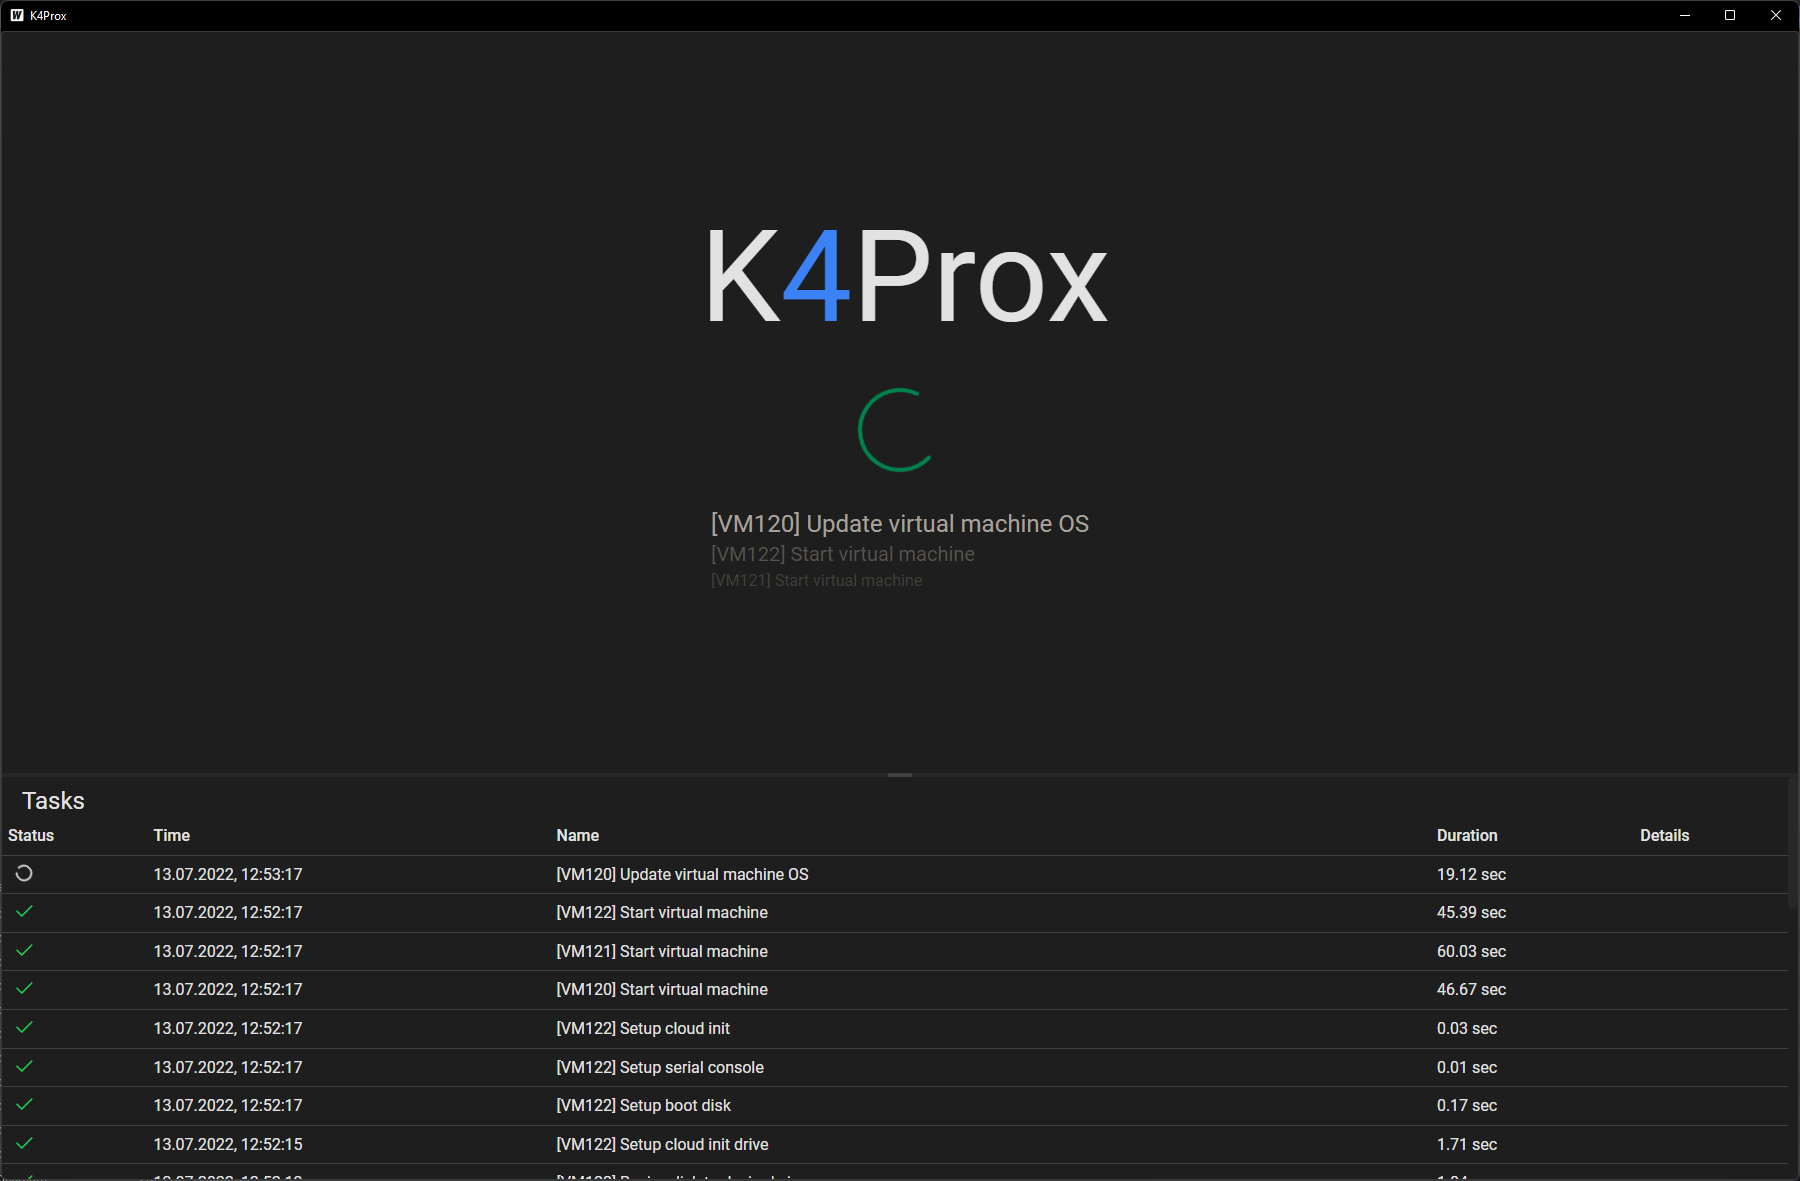 K4Prox
K4Prox
[VM120] Update virtual machine OS
[VM122] Start virtual machine
[VM121] Start virtual machine
Tasks
Status Time Name Duration Details
13.07.2022, 12:53:17 [VM120] Update virtual machine OS 19.12 sec
13.07.2022, 12:52:17 [VM122] Start virtual machine 45.39 sec
13.07.2022, 12:52:17 [VM121] Start virtual machine 60.03 sec
13.07.2022, 12:52:17 [VM120] Start virtual machine 46.67 sec
13.07.2022, 12:52:17 [VM122] Setup cloud init 0.03 sec
13.07.2022, 12:52:17 [VM122] Setup serial console 0.01 sec
13.07.2022, 12:52:17 [VM122] Setup boot disk 0.17 sec
13.07.2022, 12:52:15 [VM122] Setup cloud init drive 1.71 sec